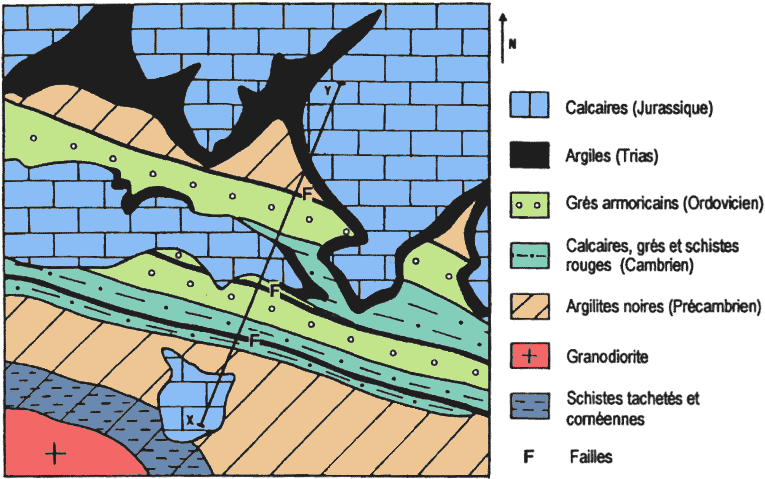 N
Y
F
F
F
X
Calcaires (Jurassique)
Argiles (Trias)
Grès armoricains (Ordovicien)
Calcaires, grés et schistes
rouges (Cambrien)
Argilites noires (Précambrien)
Granodiorite
Schistes tachetés et
cornéennes
F Failles